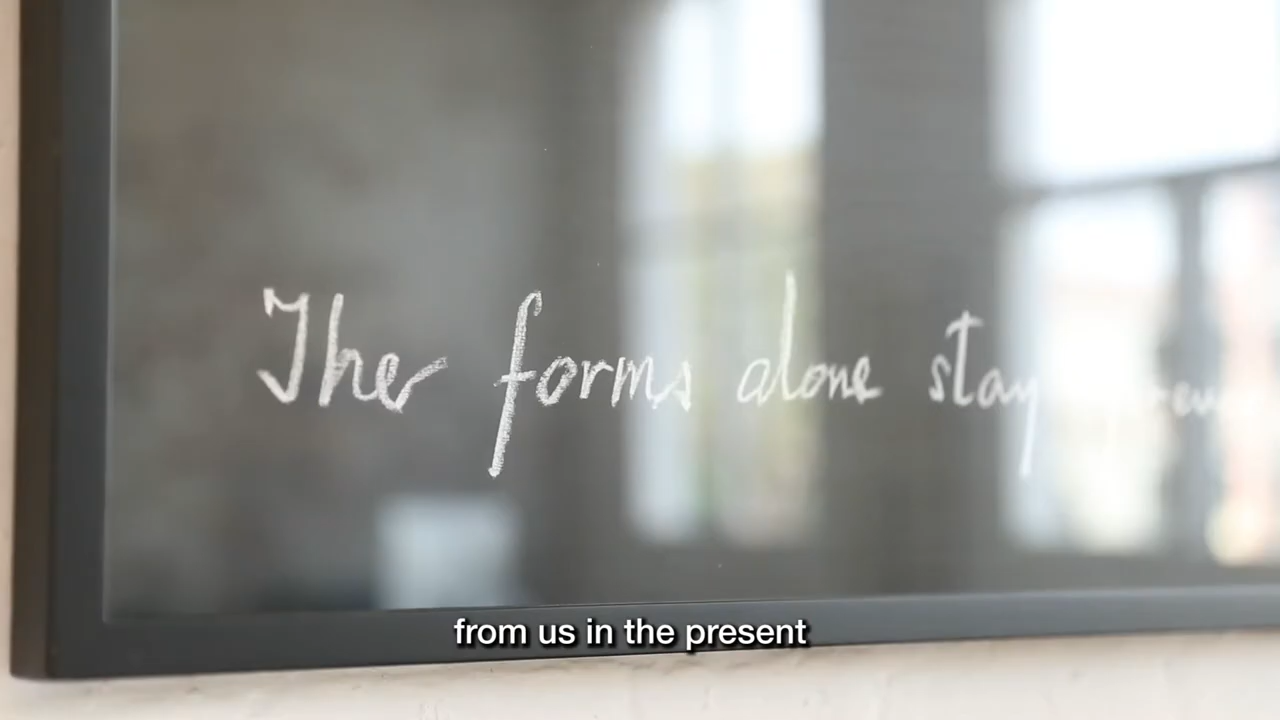 The forms alone stay
from us in the present